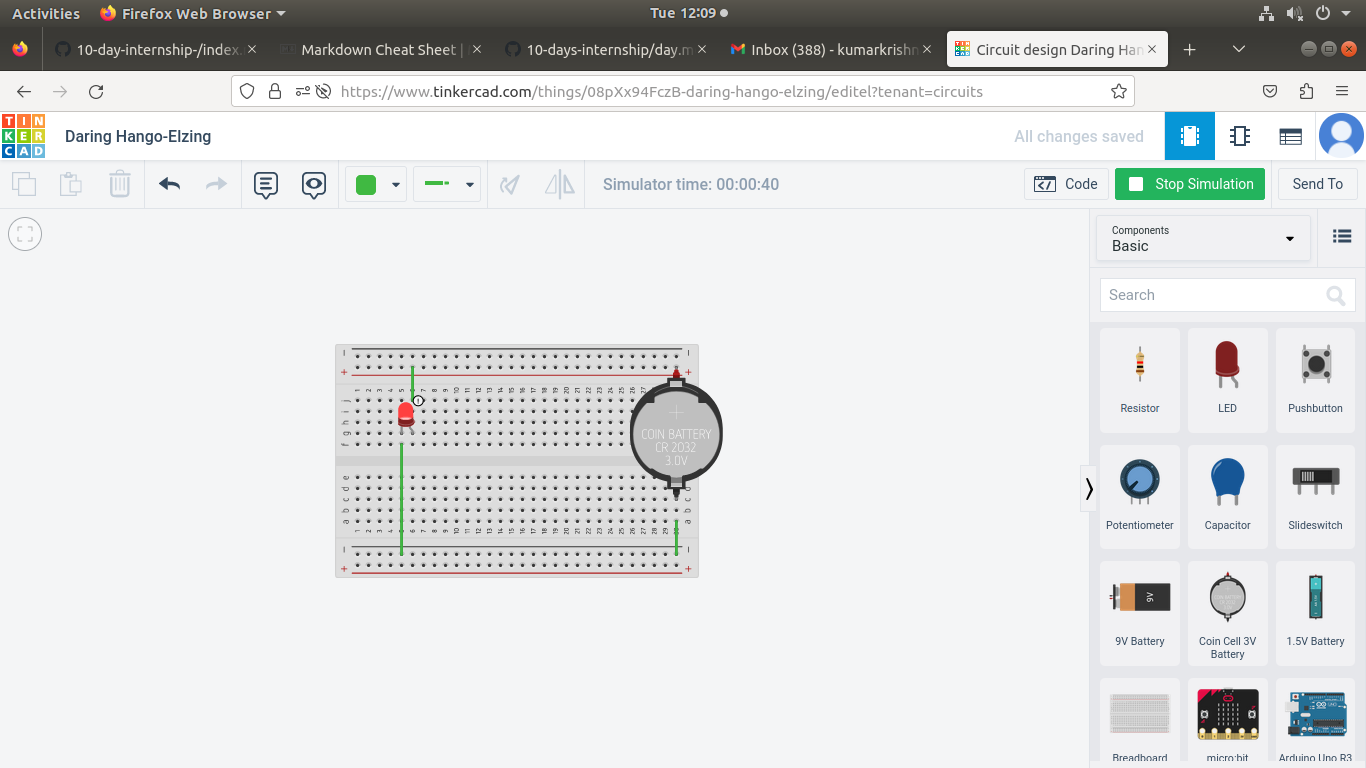 Activities Firefox Web Browser Tue 12:09
10-day-internship-/index. Markdown Cheat Sheet | 10-days-internship/day.m Inbox (388) - kumarkrishn Circuit design Daring Han
https://www.tinkercad.com/things/08pXx94FczB-daring-hango-elzing/editel?tenant=circuits
TIN
KER
CAD
Daring Hango-Elzing
All changes saved
Simulator time: 00:00:40
Code
Stop Simulation
Send To
Components
Basic
Search
Resistor LED Pushbutton
Potentiometer Capacitor Slideswitch
9V
9V Battery Coin Cell 3V Battery 1.5V Battery
Breadboard micro:bit Arduino Uno R3
COIN BATTERY
CR 2032
3.0V